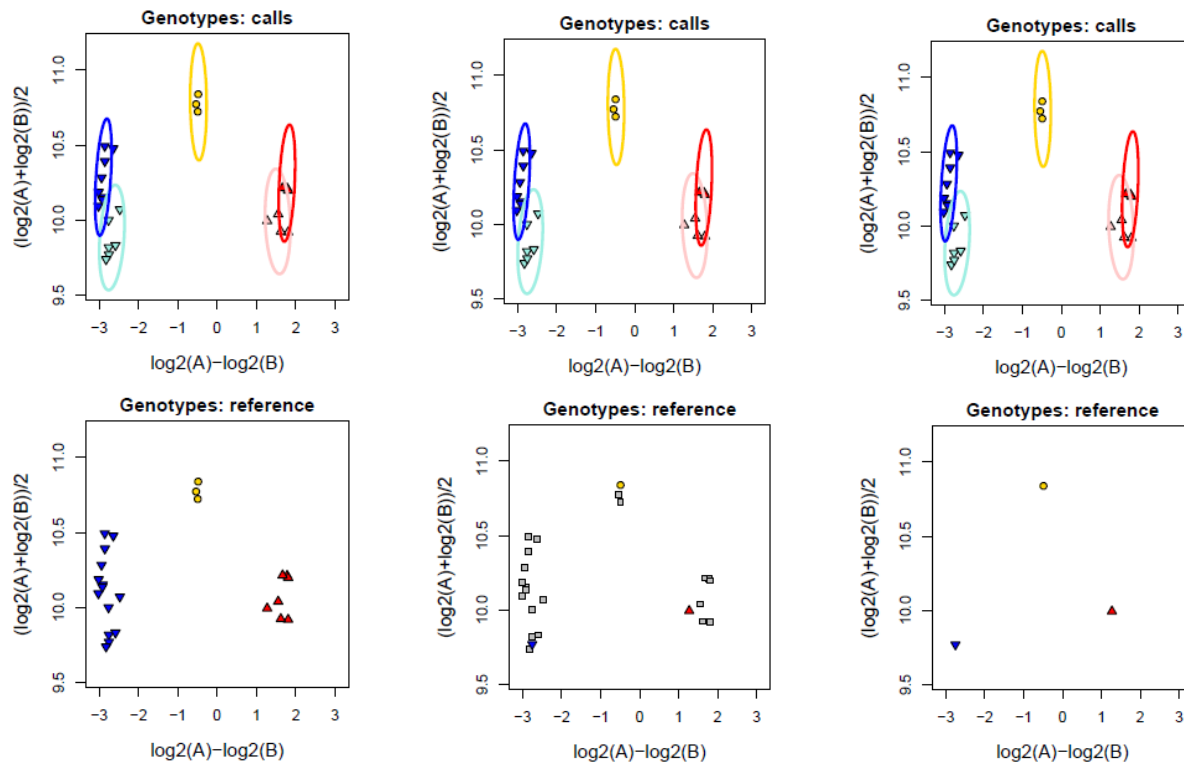 Genotypes: calls
(log2(A)+log2(B))/2
11.0
10.5
10.0
9.5
−3 −2 −1 0 1 2 3
log2(A)−log2(B)
Genotypes: calls
(log2(A)+log2(B))/2
11.0
10.5
10.0
9.5
−3 −2 −1 0 1 2 3
log2(A)−log2(B)
Genotypes: calls
(log2(A)+log2(B))/2
11.0
10.5
10.0
9.5
−3 −2 −1 0 1 2 3
log2(A)−log2(B)
Genotypes: reference
(log2(A)+log2(B))/2
11.0
10.5
10.0
9.5
−3 −2 −1 0 1 2 3
log2(A)−log2(B)
Genotypes: reference
(log2(A)+log2(B))/2
11.0
10.5
10.0
9.5
−3 −2 −1 0 1 2 3
log2(A)−log2(B)
Genotypes: reference
(log2(A)+log2(B))/2
11.0
10.5
10.0
9.5
−3 −2 −1 0 1 2 3
log2(A)−log2(B)